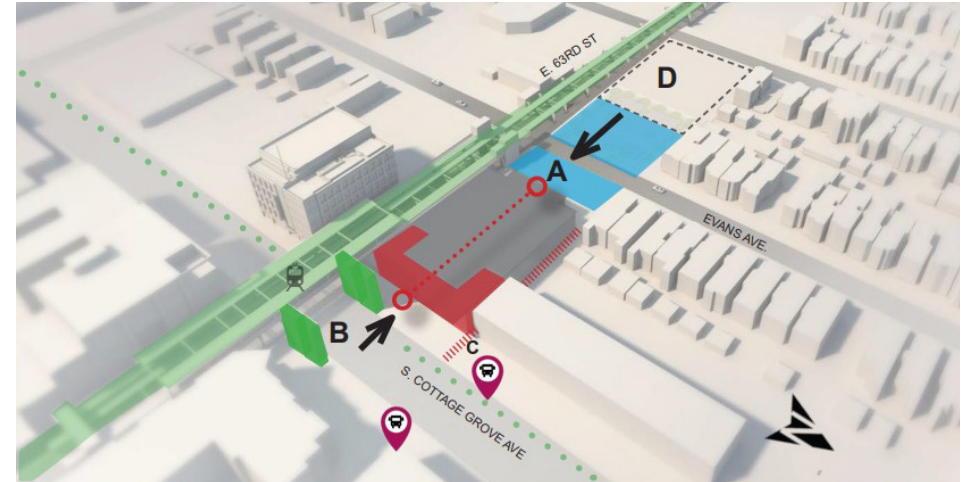 E. 63RD ST
D
A
EVANS AVE.
B
C
S. COTTAGE GROVE AVE